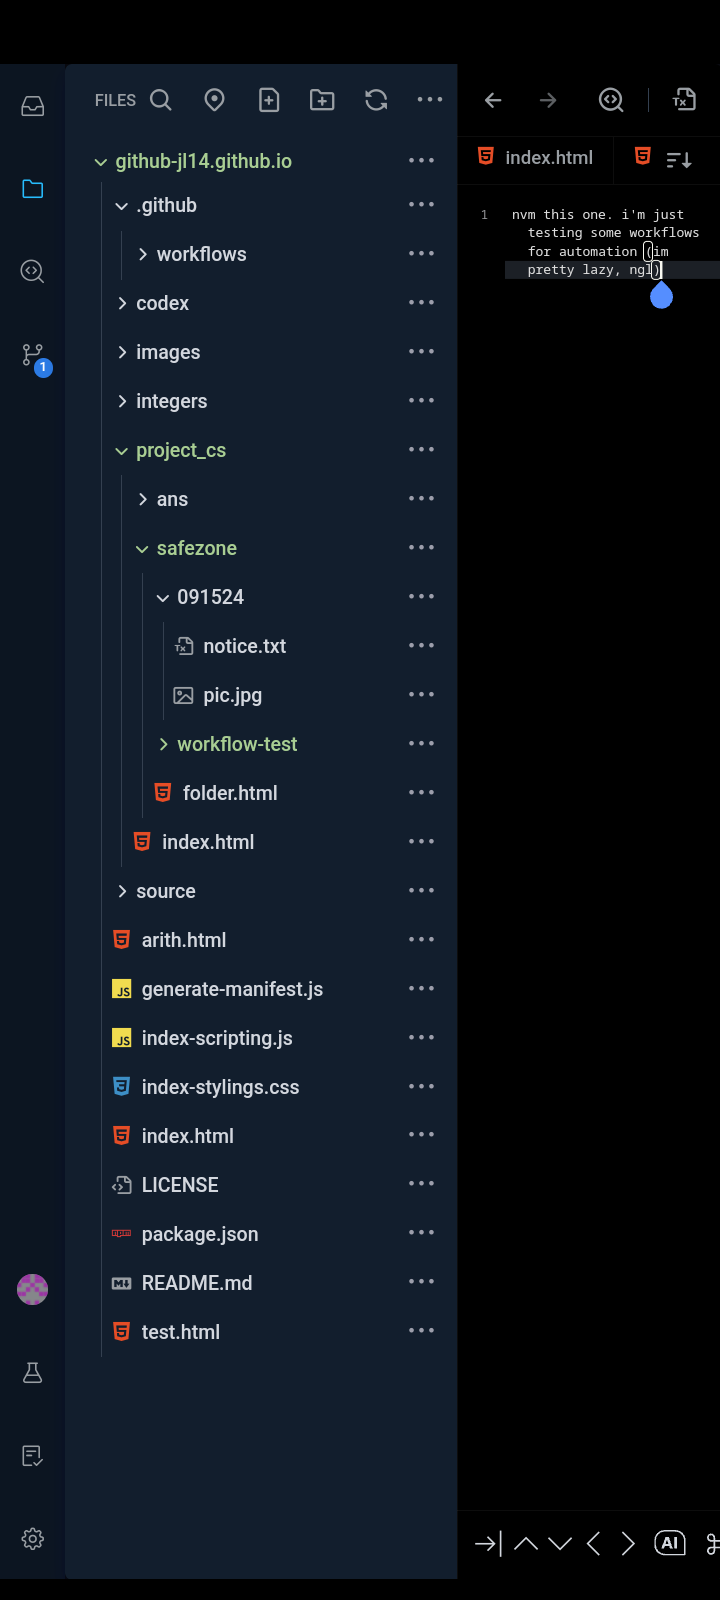 FILES
github-jl14.github.io
.github
workflows
codex
images
integers
project_cs
ans
safezone
091524
notice.txt
pic.jpg
workflow-test
folder.html
index.html
source
arith.html
generate-manifest.js
index-scripting.js
index-stylings.css
index.html
LICENSE
package.json
README.md
test.html
1
index.html
1 nvm this one. i'm just
testing some workflows
for automation (im
pretty lazy, ngl)
AI